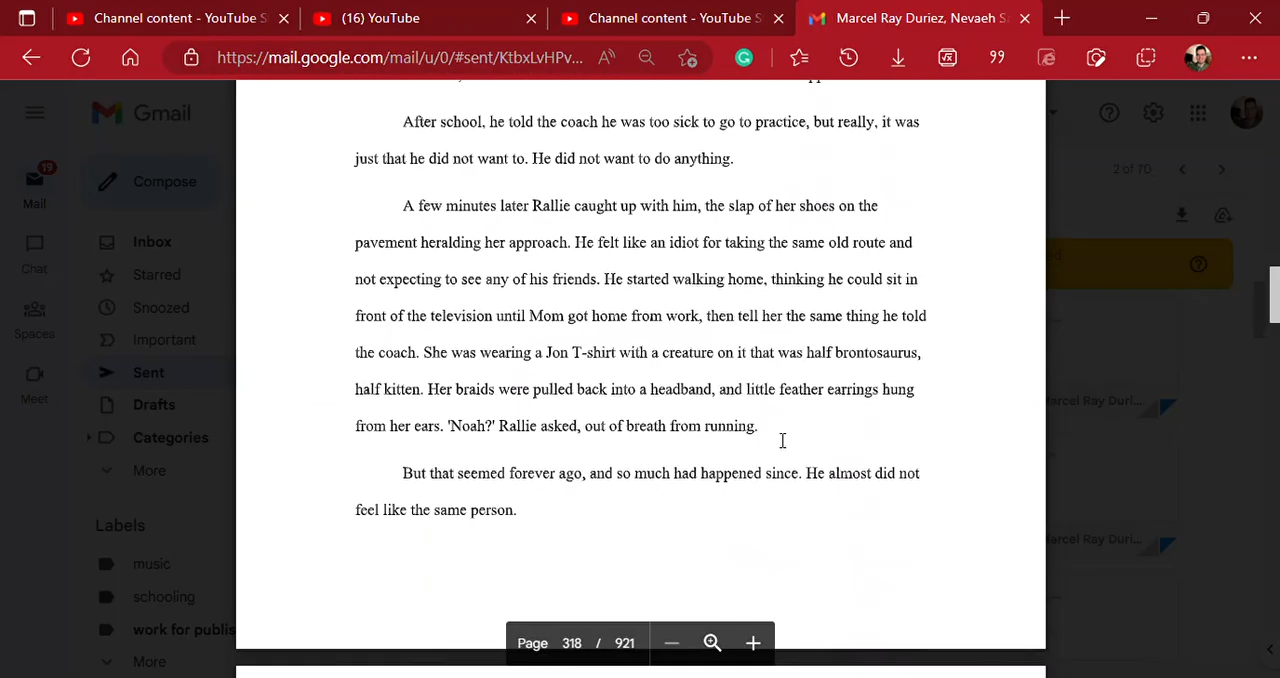 Channel content - YouTube S
(16) YouTube
Channel content - YouTube S
Marcel Ray Duriez, Nevaeh S
https://mail.google.com/mail/u/0/#sent/KtbxLvHPv...
Gmail
2 of 70
19
Mail
Chat
Spaces
Meet
Compose
Inbox
Starred
Snoozed
Important
Sent
Drafts
Categories
More
Labels
music
schooling
work for publis
More
After school, he told the coach he was too sick to go to practice, but really, it was
just that he did not want to. He did not want to do anything.
A few minutes later Rallie caught up with him, the slap of her shoes on the
pavement heralding her approach. He felt like an idiot for taking the same old route and
not expecting to see any of his friends. He started walking home, thinking he could sit in
front of the television until Mom got home from work, then tell her the same thing he told
the coach. She was wearing a Jon T-shirt with a creature on it that was half brontosaurus,
half kitten. Her braids were pulled back into a headband, and little feather earrings hung
from her ears. 'Noah?' Rallie asked, out of breath from running.
But that seemed forever ago, and so much had happened since. He almost did not
feel like the same person.
arcel Ray Duri...
arcel Ray Duri...
Page 318 / 921